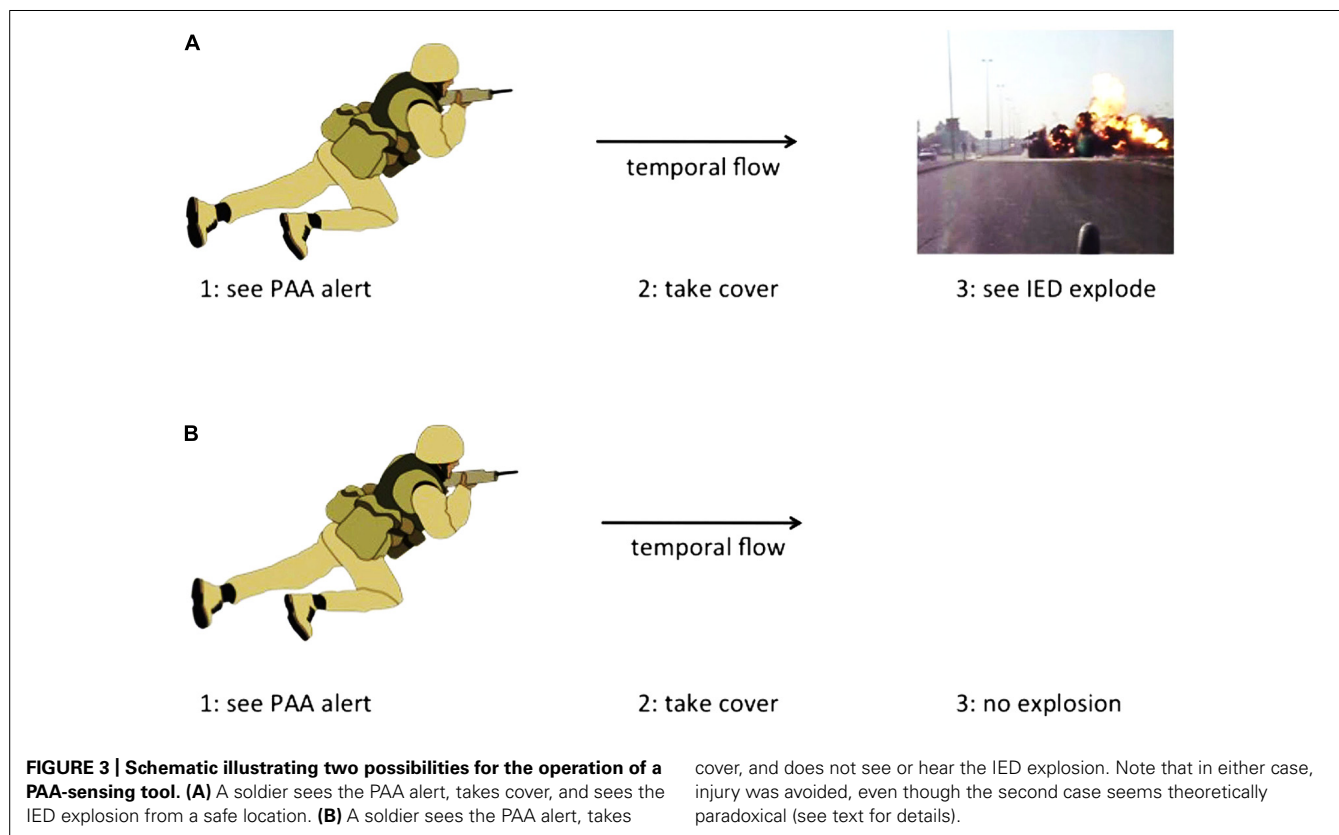 A
temporal flow
1: see PAA alert
2: take cover
3: see IED explode
B
temporal flow
1: see PAA alert
2: take cover
3: no explosion
FIGURE 3 | Schematic illustrating two possibilities for the operation of a
PAA-sensing tool. (A) A soldier sees the PAA alert, takes cover, and sees the
IED explosion from a safe location. (B) A soldier sees the PAA alert, takes
cover, and does not see or hear the IED explosion. Note that in either case,
injury was avoided, even though the second case seems theoretically
paradoxical (see text for details).